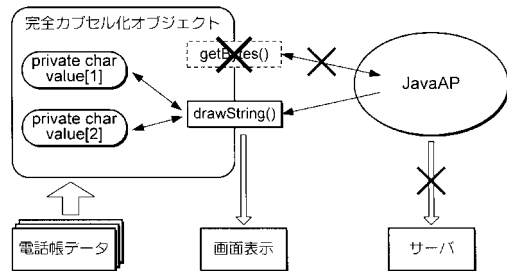 完全カプセル化オブジェクト
getBytes()
private char
value[1]
JavaAP
private char
value[2]
drawString()
電話帳データ
画面表示
サーバ